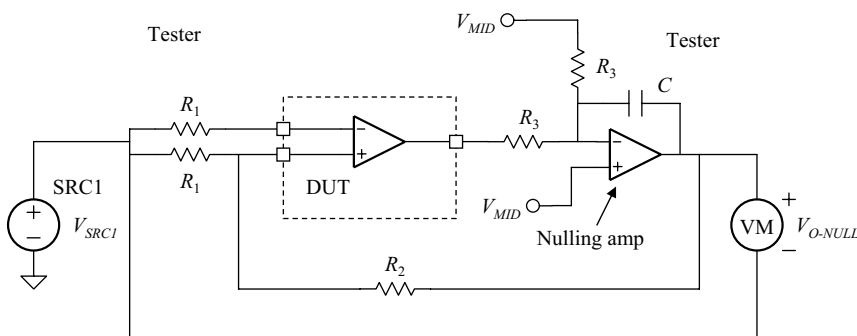 Tester
V_MID
Tester
R_3
C
R_1
R_3
R_1
SRC1
DUT
V_SRC1
V_MID
Nulling amp
VM
V_O-NULL
R_2